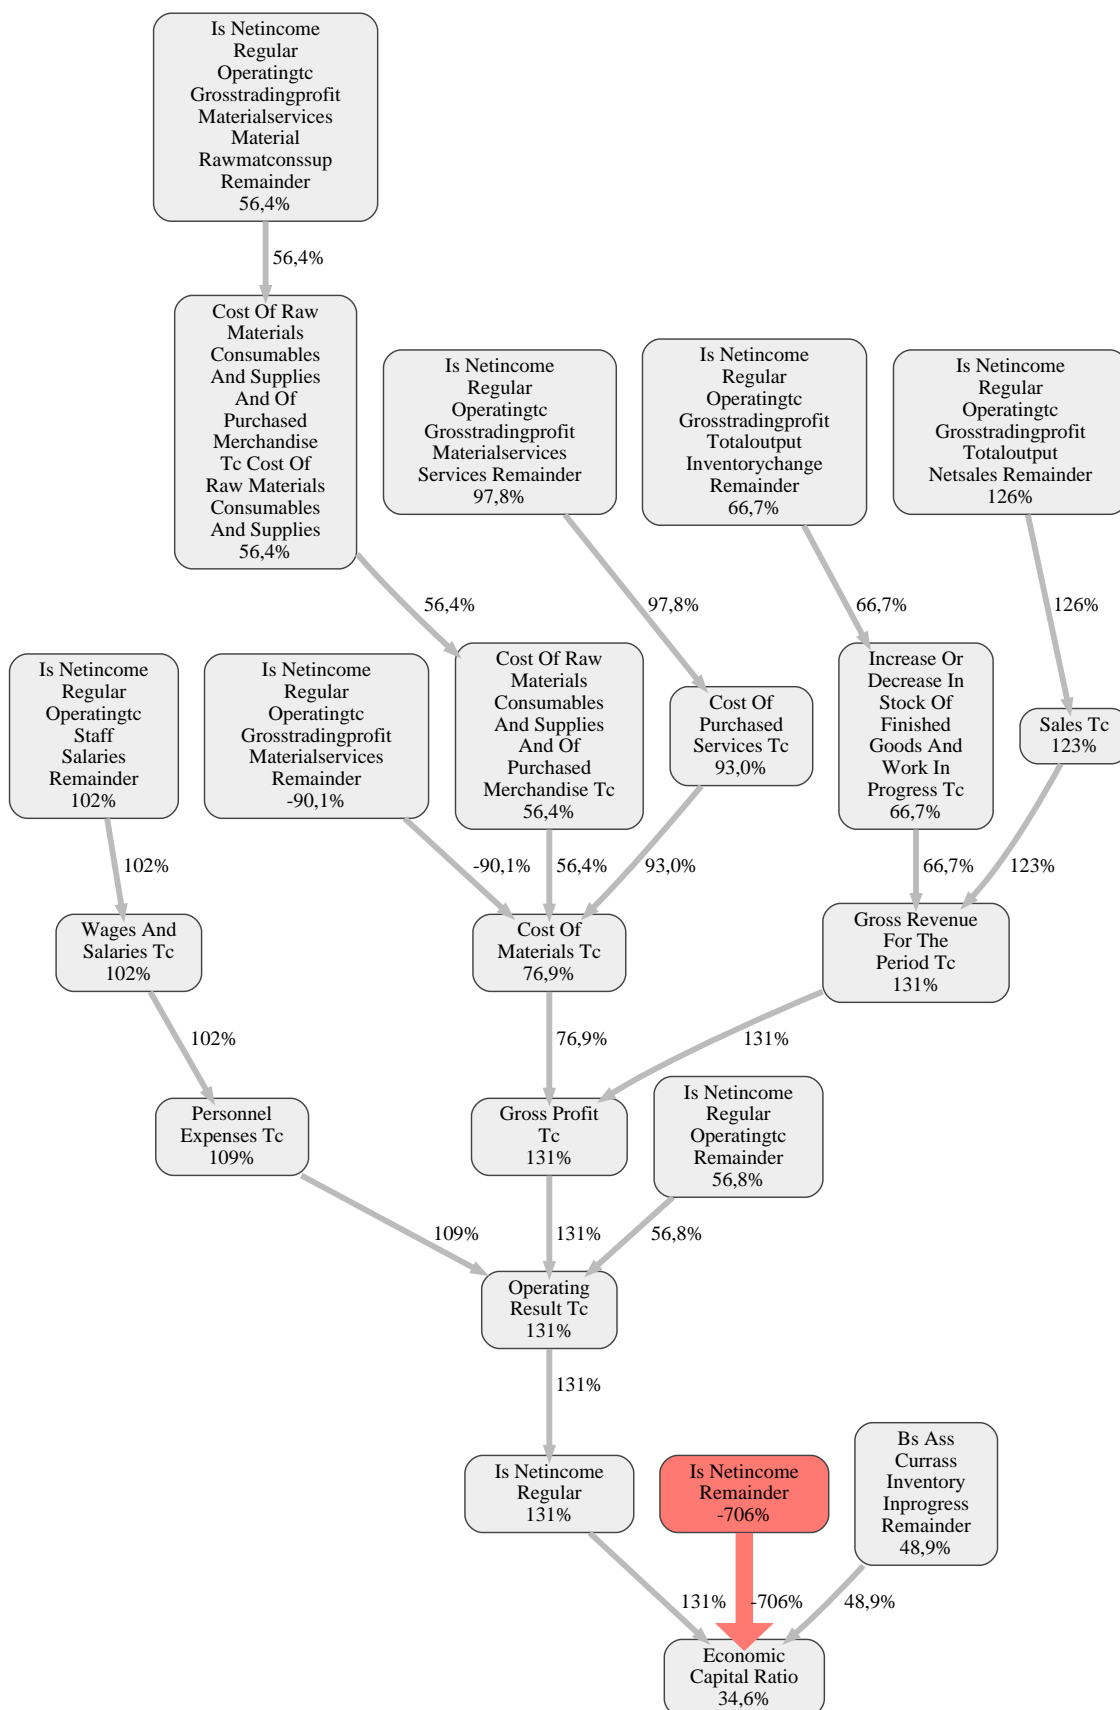 Is Netincome
Regular
Operatingtc
Grosstradingprofit
Materialservices
Material
Rawmatconssup
Remainder
56,4%
56,4%
Cost Of Raw
Materials
Consumables
And Supplies
And Of
Purchased
Merchandise
Tc Cost Of
Raw Materials
Consumables
And Supplies
56,4%
Is Netincome
Regular
Operatingtc
Grosstradingprofit
Materialservices
Services Remainder
97,8%
Is Netincome
Regular
Operatingtc
Grosstradingprofit
Totaloutput
Inventorychange
Remainder
66,7%
Is Netincome
Regular
Operatingtc
Grosstradingprofit
Totaloutput
Netsales Remainder
126%
56,4%
97,8%
66,7%
126%
Is Netincome
Regular
Operatingtc
Staff
Salaries
Remainder
102%
Is Netincome
Regular
Operatingtc
Grosstradingprofit
Materialservices
Remainder
-90,1%
Cost Of Raw
Materials
Consumables
And Supplies
And Of
Purchased
Merchandise Tc
56,4%
Cost Of
Purchased
Services Tc
93,0%
Increase Or
Decrease In
Stock Of
Finished
Goods And
Work In
Progress Tc
66,7%
Sales Tc
123%
102%
-90,1%
56,4%
93,0%
66,7%
123%
Wages And
Salaries Tc
102%
Cost Of
Materials Tc
76,9%
Gross Revenue
For The
Period Tc
131%
102%
76,9%
131%
Personnel
Expenses Tc
109%
Gross Profit
Tc
131%
Is Netincome
Regular
Operatingtc
Remainder
56,8%
109%
131%
56,8%
Operating
Result Tc
131%
131%
Is Netincome
Regular
131%
Is Netincome
Remainder
-706%
Bs Ass
Currass
Inventory
Inprogress
Remainder
48,9%
131%
-706%
48,9%
Economic
Capital Ratio
34,6%